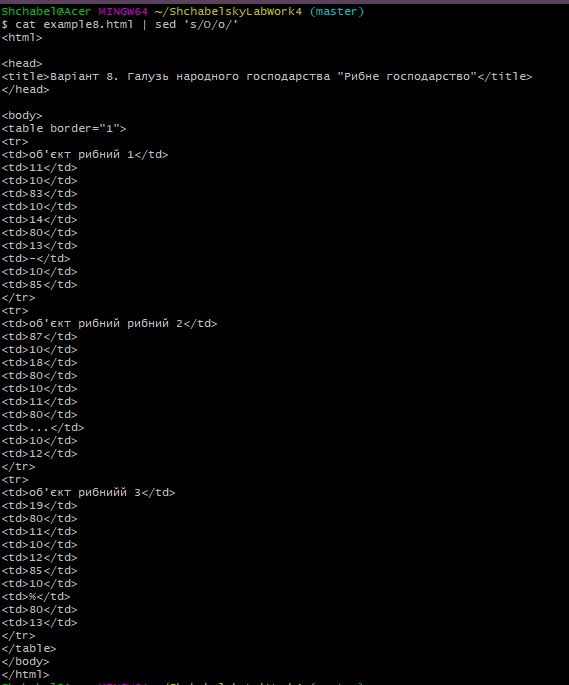 Shchabel@Acer MINGW64 ~/ShchabelskyLabWork4 (master)
$ cat example8.html | sed 's/О/о/'
<html>

<head>
<title>Варіант 8. Галузь народного господарства "Рибне господарство"</title>
</head>

<body>
<table border="1">
<tr>
<td>об'єкт рибний 1</td>
<td>11</td>
<td>10</td>
<td>83</td>
<td>10</td>
<td>14</td>
<td>80</td>
<td>13</td>
<td>-</td>
<td>10</td>
<td>85</td>
</tr>
<tr>
<td>об'єкт рибний рибний 2</td>
<td>87</td>
<td>10</td>
<td>18</td>
<td>80</td>
<td>10</td>
<td>11</td>
<td>80</td>
<td>...</td>
<td>10</td>
<td>12</td>
</tr>
<tr>
<td>об'єкт рибнийй 3</td>
<td>19</td>
<td>80</td>
<td>11</td>
<td>10</td>
<td>12</td>
<td>85</td>
<td>10</td>
<td>%</td>
<td>80</td>
<td>13</td>
</tr>
</table>
</body>
</html>